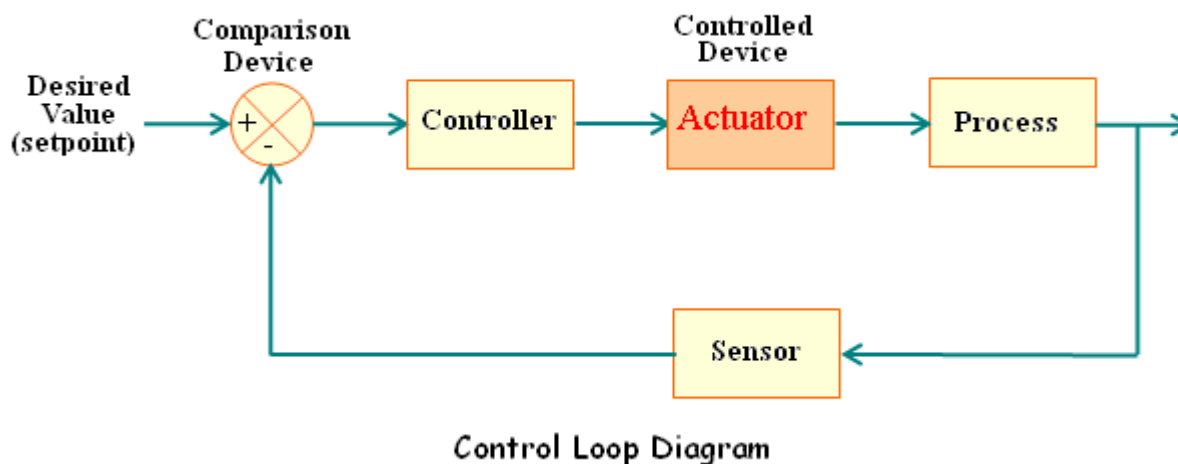 Comparison
Device
Controlled
Device
Desired
Value
(setpoint)
+
-
Controller
Actuator
Process
Sensor
Control Loop Diagram